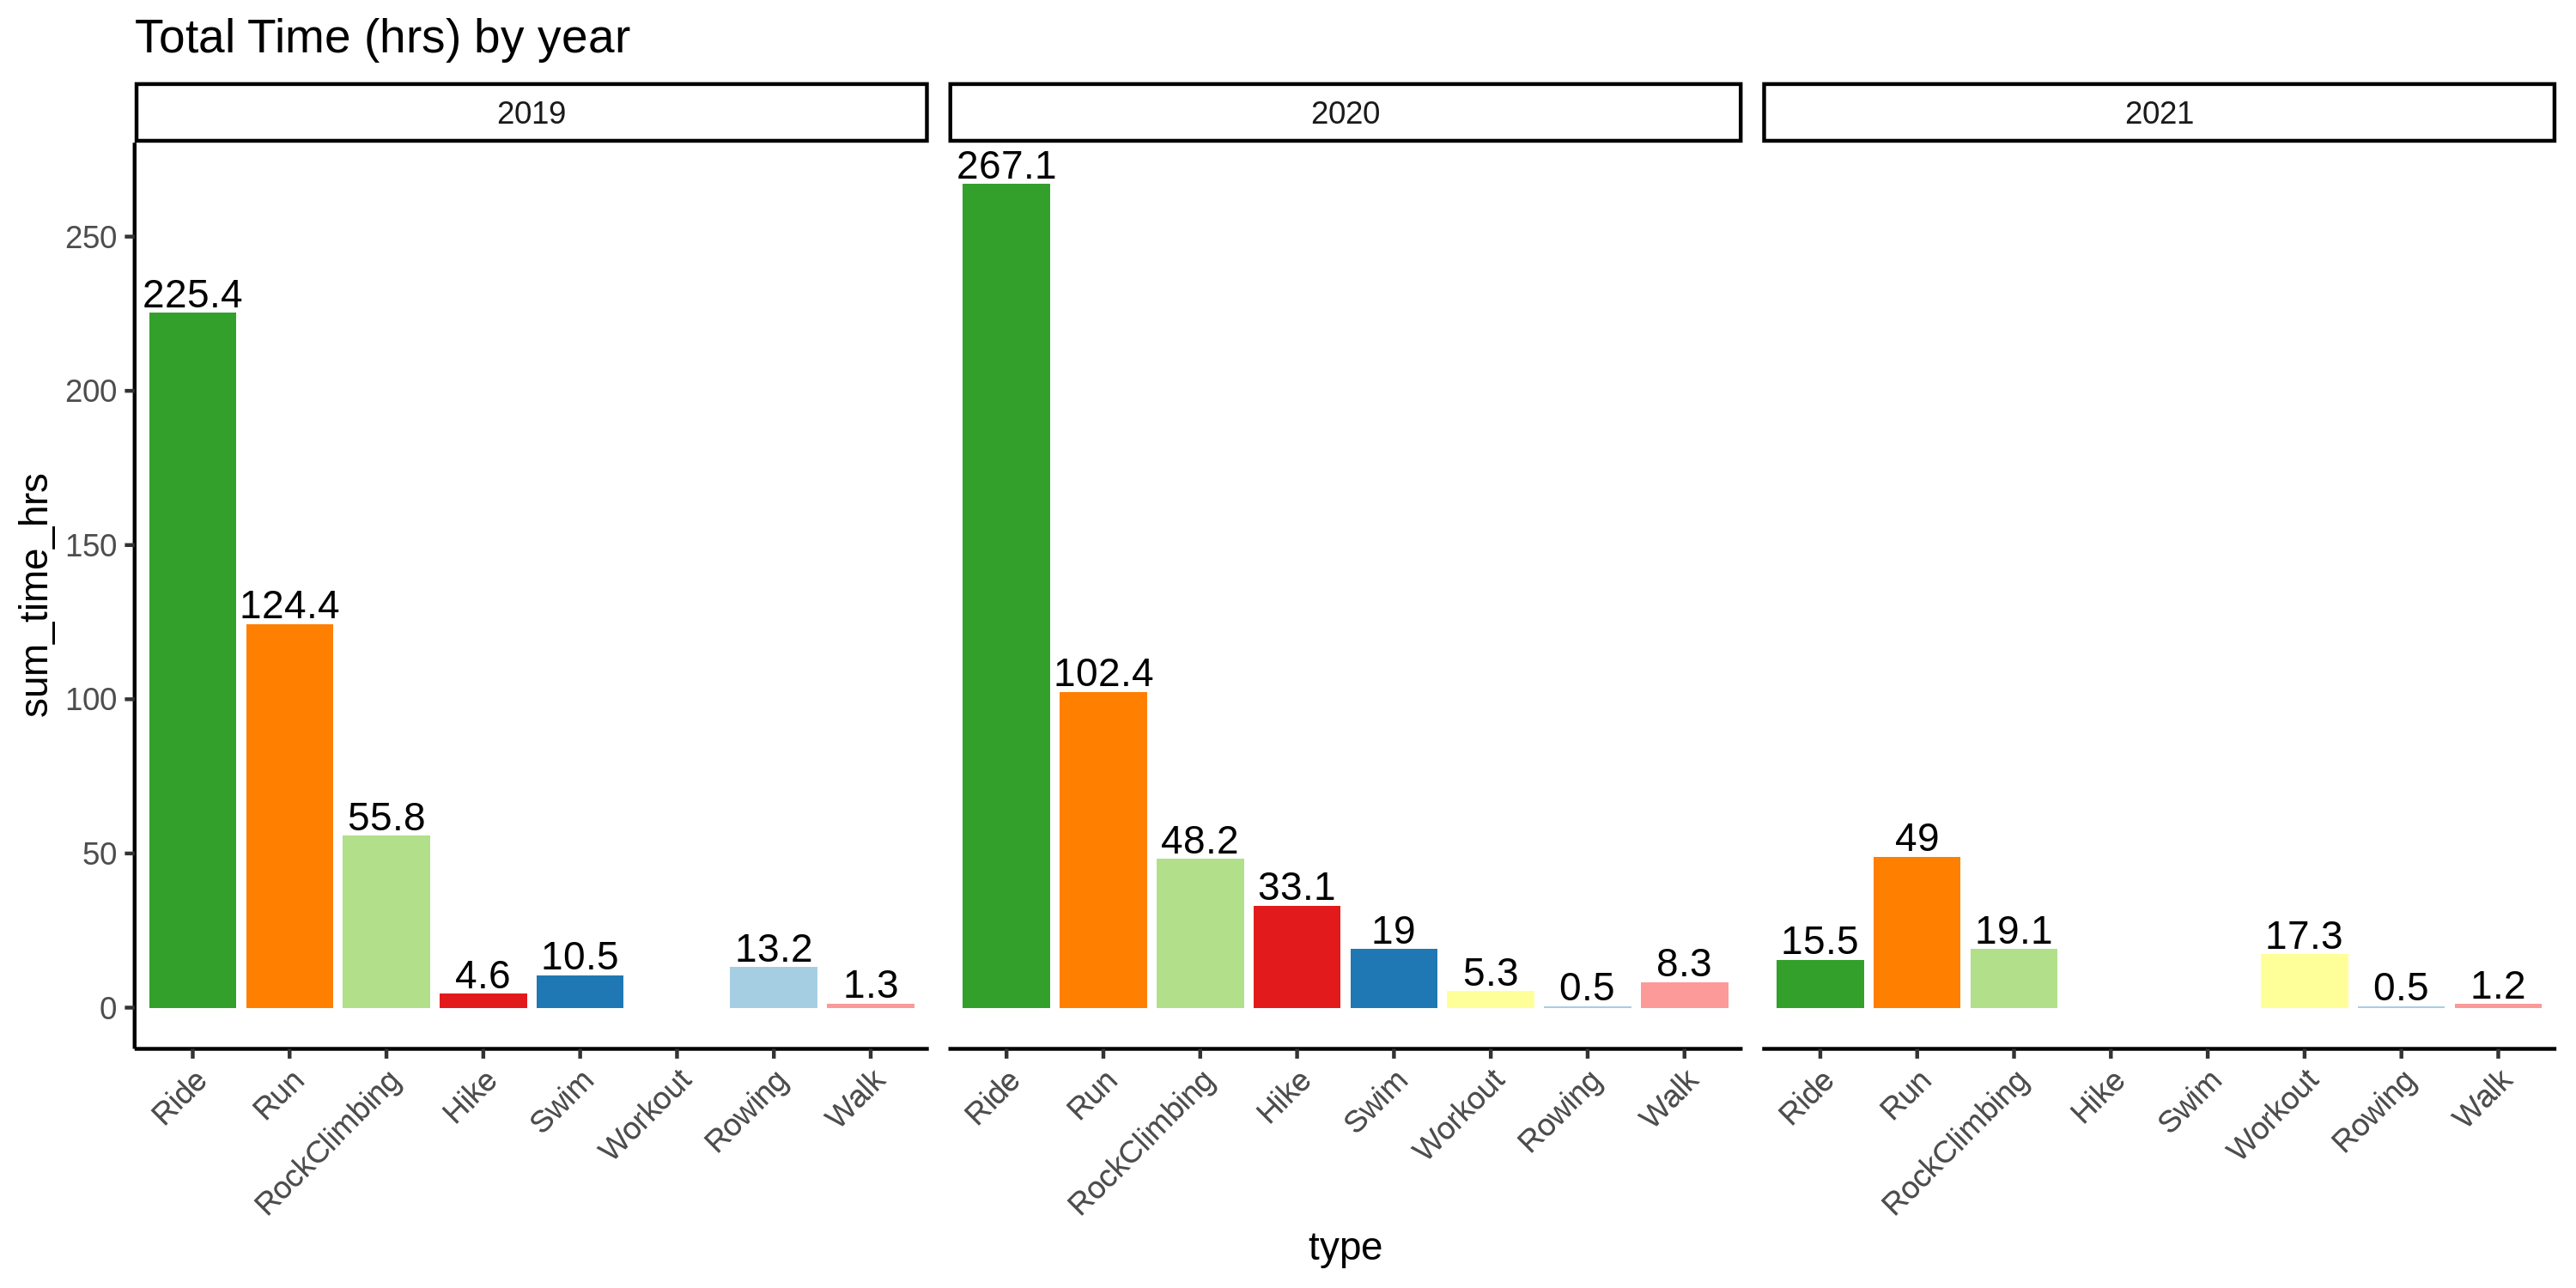 Total Time (hrs) by year
2019 2020 2021
267.1
250
225.4
200
sum_time_hrs
150
124.4
102.4
100
55.8 48.2 49
50
33.1
4.6 10.5 13.2 1.3 19 5.3 0.5 8.3 15.5 19.1 17.3 0.5 1.2
0
Ride Run RockClimbing Hike Swim Workout Rowing Walk Ride Run RockClimbing Hike Swim Workout Rowing Walk Ride Run RockClimbing Hike Swim Workout Rowing Walk
type